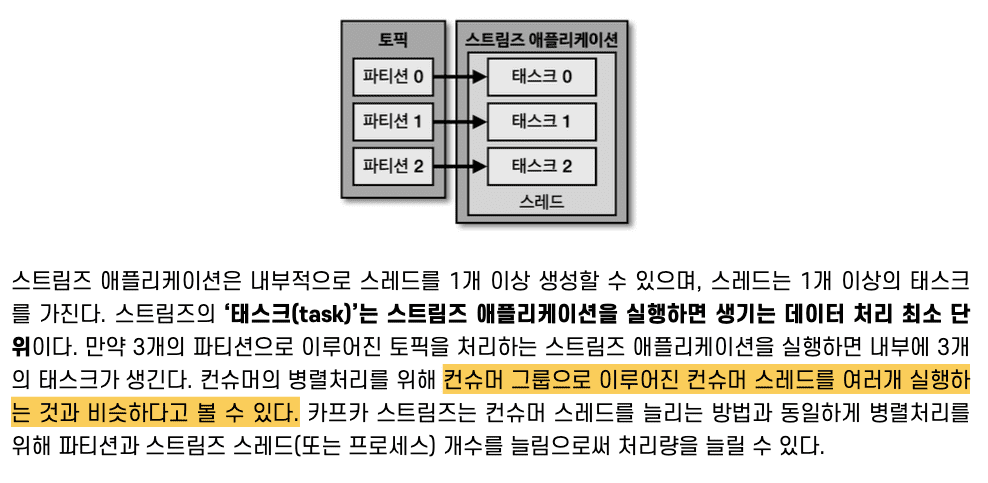 토픽
스트림즈 애플리케이션
파티션 0
태스크 0
파티션 1
태스크 1
파티션 2
태스크 2
스레드
스트림즈 애플리케이션은 내부적으로 스레드를 1개 이상 생성할 수 있으며, 스레드는 1개 이상의 태스크
를 가진다. 스트림즈의 ‘태스크(task)’는 스트림즈 애플리케이션을 실행하면 생기는 데이터 처리 최소 단
위이다. 만약 3개의 파티션으로 이루어진 토픽을 처리하는 스트림즈 애플리케이션을 실행하면 내부에 3개
의 태스크가 생긴다. 컨슈머의 병렬처리를 위해 컨슈머 그룹으로 이루어진 컨슈머 스레드를 여러개 실행하
는 것과 비슷하다고 볼 수 있다. 카프카 스트림즈는 컨슈머 스레드를 늘리는 방법과 동일하게 병렬처리를
위해 파티션과 스트림즈 스레드(또는 프로세스) 개수를 늘림으로써 처리량을 늘릴 수 있다.